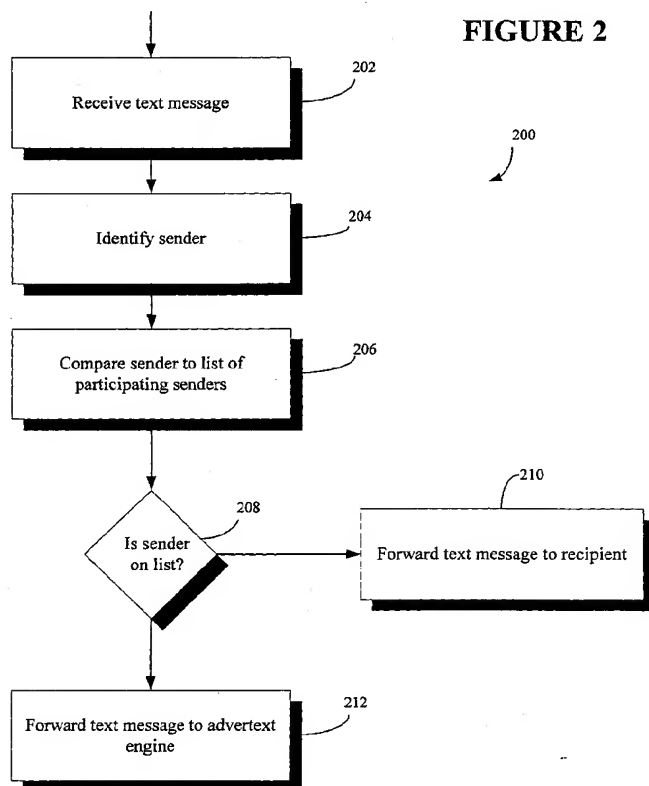 FIGURE 2
202
Receive text message
200
204
Identify sender
206
Compare sender to list of
participating senders
210
208
Is sender
on list?
Forward text message to recipient
212
Forward text message to advertext
engine